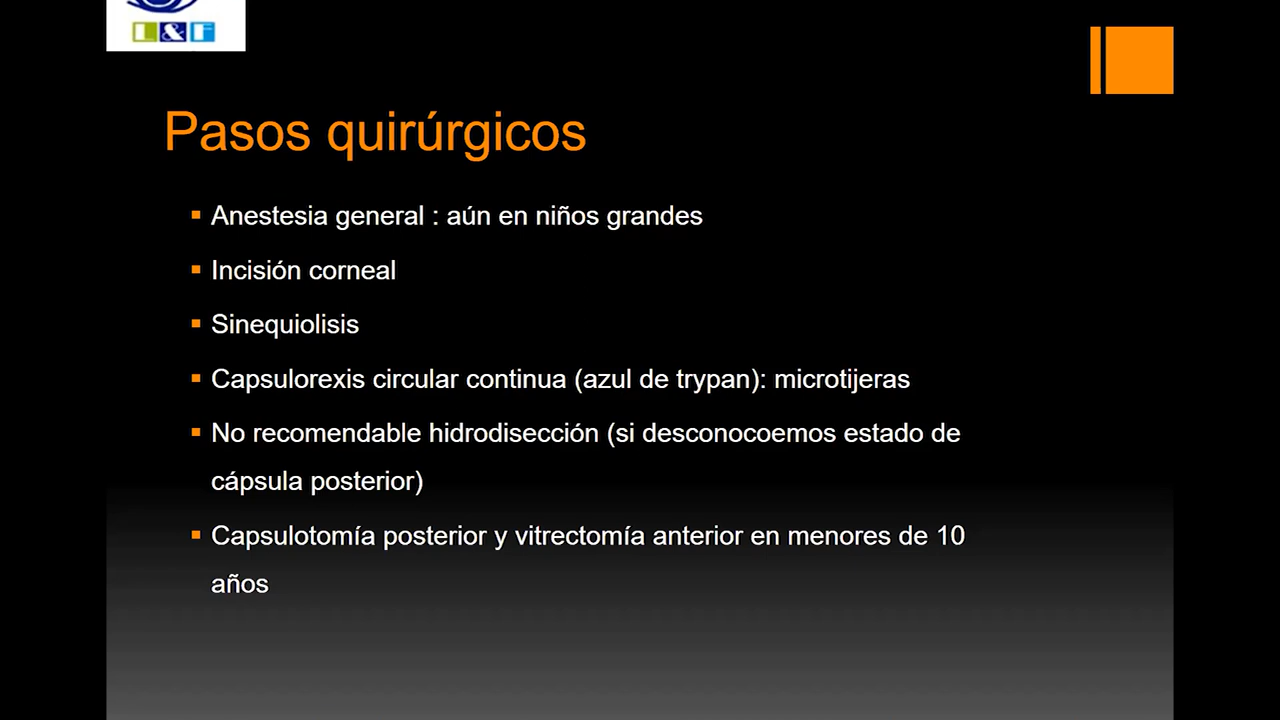 L&F
Pasos quirúrgicos
Anestesia general : aún en niños grandes
Incisión corneal
Sinequiolisis
Capsulorexis circular continua (azul de trypan): microtijeras
No recomendable hidrodisección (si desconocoemos estado de
cápsula posterior)
Capsulotomía posterior y vitrectomía anterior en menores de 10
años